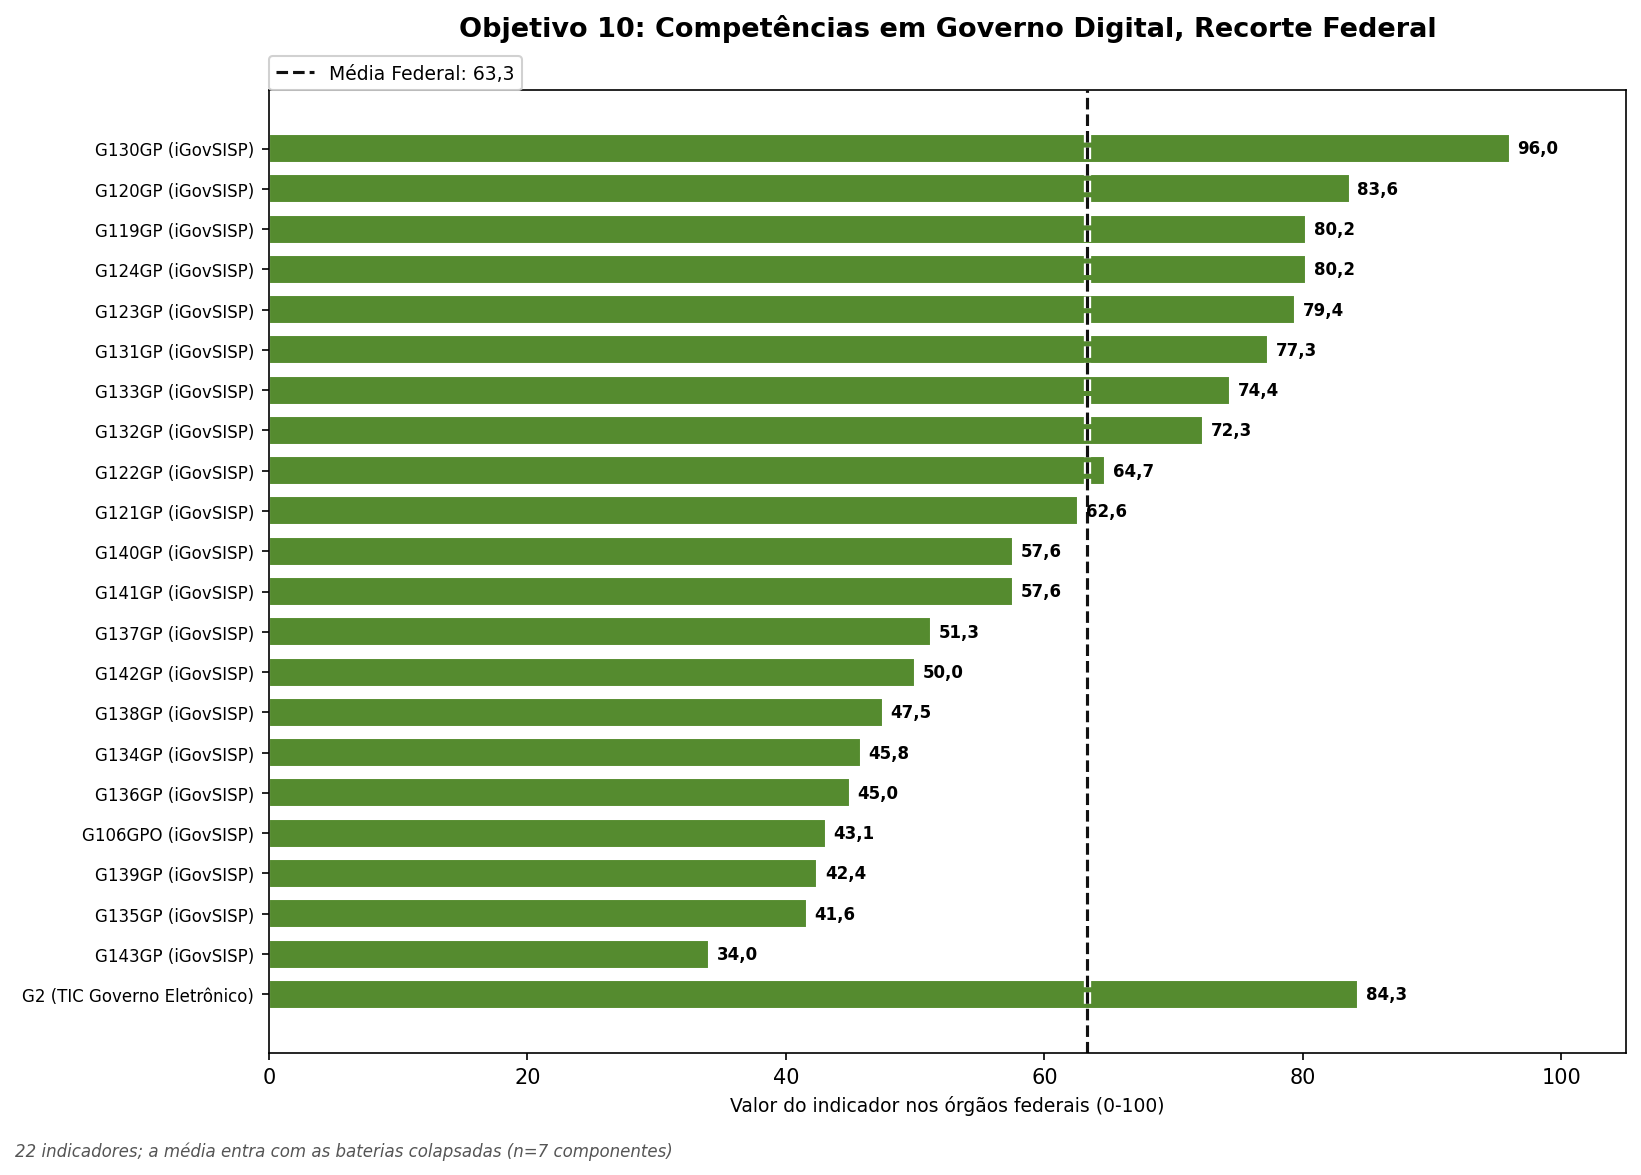 Objetivo 10: Competências em Governo Digital, Recorte Federal
Média Federal: 63,3
G130GP (iGovSISP) 96,0
G120GP (iGovSISP) 83,6
G119GP (iGovSISP) 80,2
G124GP (iGovSISP) 80,2
G123GP (iGovSISP) 79,4
G131GP (iGovSISP) 77,3
G133GP (iGovSISP) 74,4
G132GP (iGovSISP) 72,3
G122GP (iGovSISP) 64,7
G121GP (iGovSISP) 62,6
G140GP (iGovSISP) 57,6
G141GP (iGovSISP) 57,6
G137GP (iGovSISP) 51,3
G142GP (iGovSISP) 50,0
G138GP (iGovSISP) 47,5
G134GP (iGovSISP) 45,8
G136GP (iGovSISP) 45,0
G106GPO (iGovSISP) 43,1
G139GP (iGovSISP) 42,4
G135GP (iGovSISP) 41,6
G143GP (iGovSISP) 34,0
G2 (TIC Governo Eletrônico) 84,3
0 20 40 60 80 100
Valor do indicador nos órgãos federais (0-100)
22 indicadores; a média entra com as baterias colapsadas (n=7 componentes)